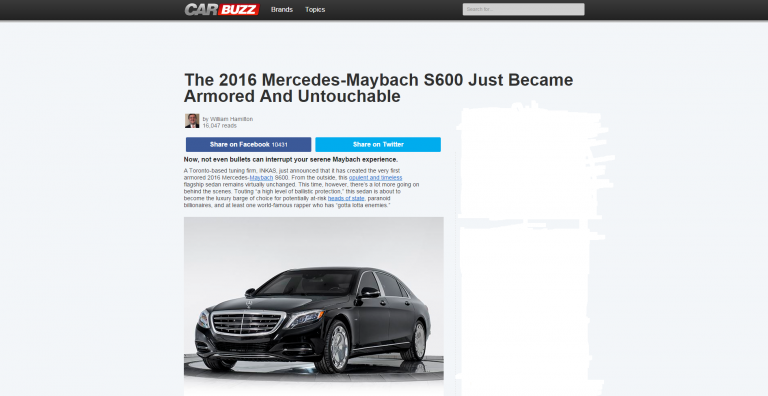 CARBUZZ Brands Topics Search for...
The 2016 Mercedes-Maybach S600 Just Became
Armored And Untouchable
by William Hamilton
16,047 reads
Share on Facebook 10431 Share on Twitter
Now, not even bullets can interrupt your serene Maybach experience.
A Toronto-based tuning firm, INKAS, just announced that it has created the very first
armored 2016 Mercedes-Maybach S600. From the outside, this opulent and timeless
flagship sedan remains virtually unchanged. This time, however, there's a lot more going on
behind the scenes. Touting "a high level of ballistic protection," this sedan is about to
become the luxury barge of choice for potentially at-risk heads of state, paranoid
billionaires, and at least one world-famous rapper who has "gotta lotta enemies."